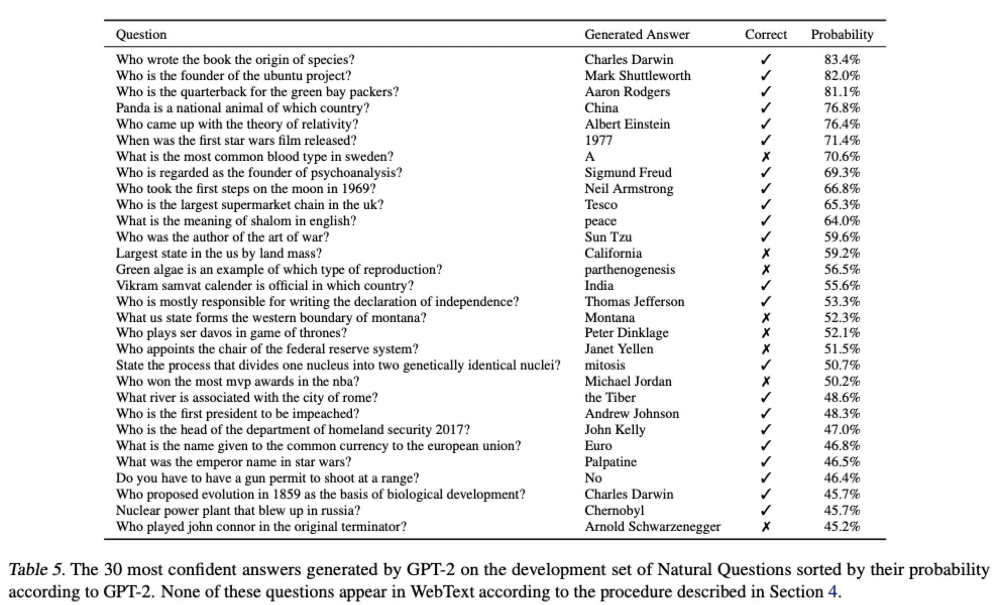 Question Generated Answer Correct Probability
Who wrote the book the origin of species? Charles Darwin ✓ 83.4%
Who is the founder of the ubuntu project? Mark Shuttleworth ✓ 82.0%
Who is the quarterback for the green bay packers? Aaron Rodgers ✓ 81.1%
Panda is a national animal of which country? China ✓ 76.8%
Who came up with the theory of relativity? Albert Einstein ✓ 76.4%
When was the first star wars film released? 1977 ✓ 71.4%
What is the most common blood type in sweden? A ✗ 70.6%
Who is regarded as the founder of psychoanalysis? Sigmund Freud ✓ 69.3%
Who took the first steps on the moon in 1969? Neil Armstrong ✓ 66.8%
Who is the largest supermarket chain in the uk? Tesco ✓ 65.3%
What is the meaning of shalom in english? peace ✓ 64.0%
Who was the author of the art of war? Sun Tzu ✓ 59.6%
Largest state in the us by land mass? California ✗ 59.2%
Green algae is an example of which type of reproduction? parthenogenesis ✗ 56.5%
Vikram samvat calender is official in which country? India ✓ 55.6%
Who is mostly responsible for writing the declaration of independence? Thomas Jefferson ✓ 53.3%
What us state forms the western boundary of montana? Montana ✗ 52.3%
Who plays ser davos in game of thrones? Peter Dinklage ✗ 52.1%
Who appoints the chair of the federal reserve system? Janet Yellen ✗ 51.5%
State the process that divides one nucleus into two genetically identical nuclei? mitosis ✓ 50.7%
Who won the most mvp awards in the nba? Michael Jordan ✗ 50.2%
What river is associated with the city of rome? the Tiber ✓ 48.6%
Who is the first president to be impeached? Andrew Johnson ✓ 48.3%
Who is the head of the department of homeland security 2017? John Kelly ✓ 47.0%
What is the name given to the common currency to the european union? Euro ✓ 46.8%
What was the emperor name in star wars? Palpatine ✓ 46.5%
Do you have to have a gun permit to shoot at a range? No ✓ 46.4%
Who proposed evolution in 1859 as the basis of biological development? Charles Darwin ✓ 45.7%
Nuclear power plant that blew up in russia? Chernobyl ✓ 45.7%
Who played john connor in the original terminator? Arnold Schwarzenegger ✗ 45.2%
Table 5. The 30 most confident answers generated by GPT-2 on the development set of Natural Questions sorted by their probability
according to GPT-2. None of these questions appear in WebText according to the procedure described in Section 4.